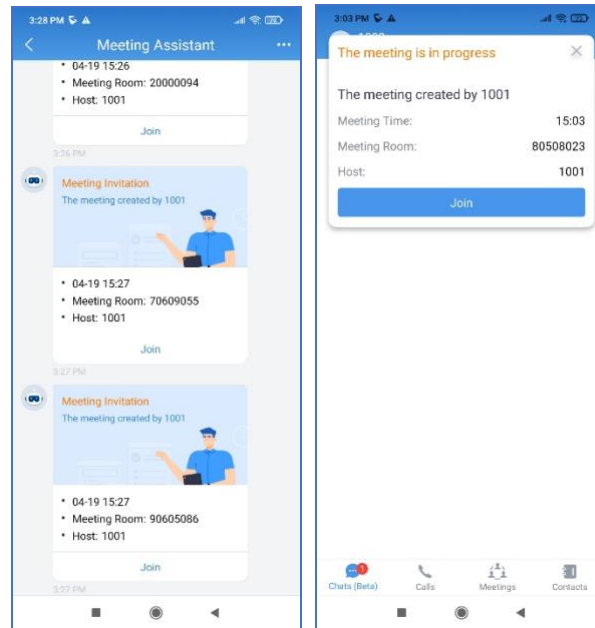 3:28 PM
Meeting Assistant
04-19 15:26
Meeting Room: 20000094
Host: 1001
Join
3:26 PM
Meeting Invitation
The meeting created by 1001
04-19 15:27
Meeting Room: 70609055
Host: 1001
Join
3:27 PM
Meeting Invitation
The meeting created by 1001
04-19 15:27
Meeting Room: 90605086
Host: 1001
Join
3:27 PM
3:03 PM
The meeting is in progress
The meeting created by 1001
Meeting Time: 15:03
Meeting Room: 80508023
Host: 1001
Join
1
Chats (Beta) Calls Meetings Contacts